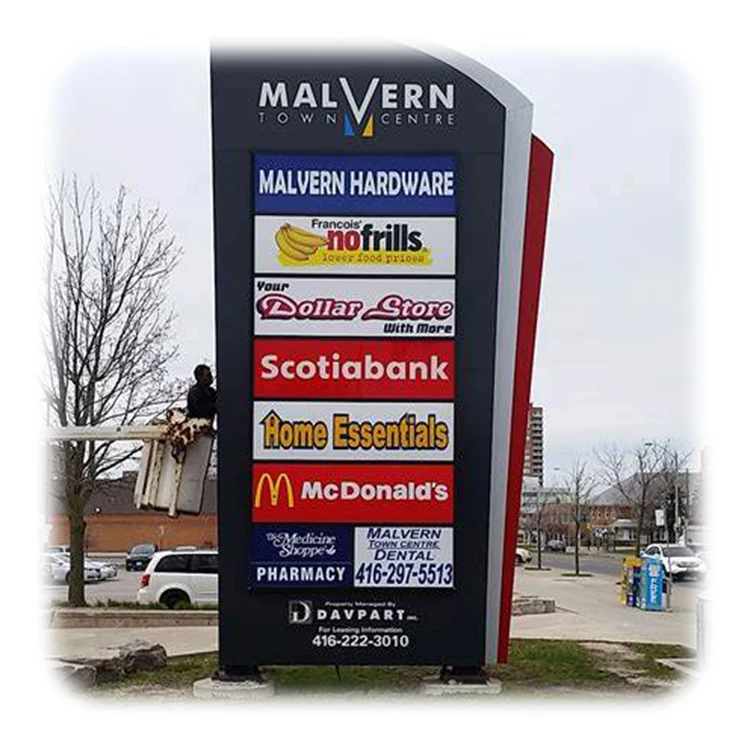 MALVERN
TOWN CENTRE
MALVERN HARDWARE
Francois'
nofrills
lower food prices
Your
Dollar Store
With More
Scotiabank
Home Essentials
McDonald's
The Medicine
Shoppe
PHARMACY
MALVERN
TOWN CENTRE
DENTAL
416-297-5513
Property Managed By
DAVPART INC.
For Leasing Information
416-222-3010